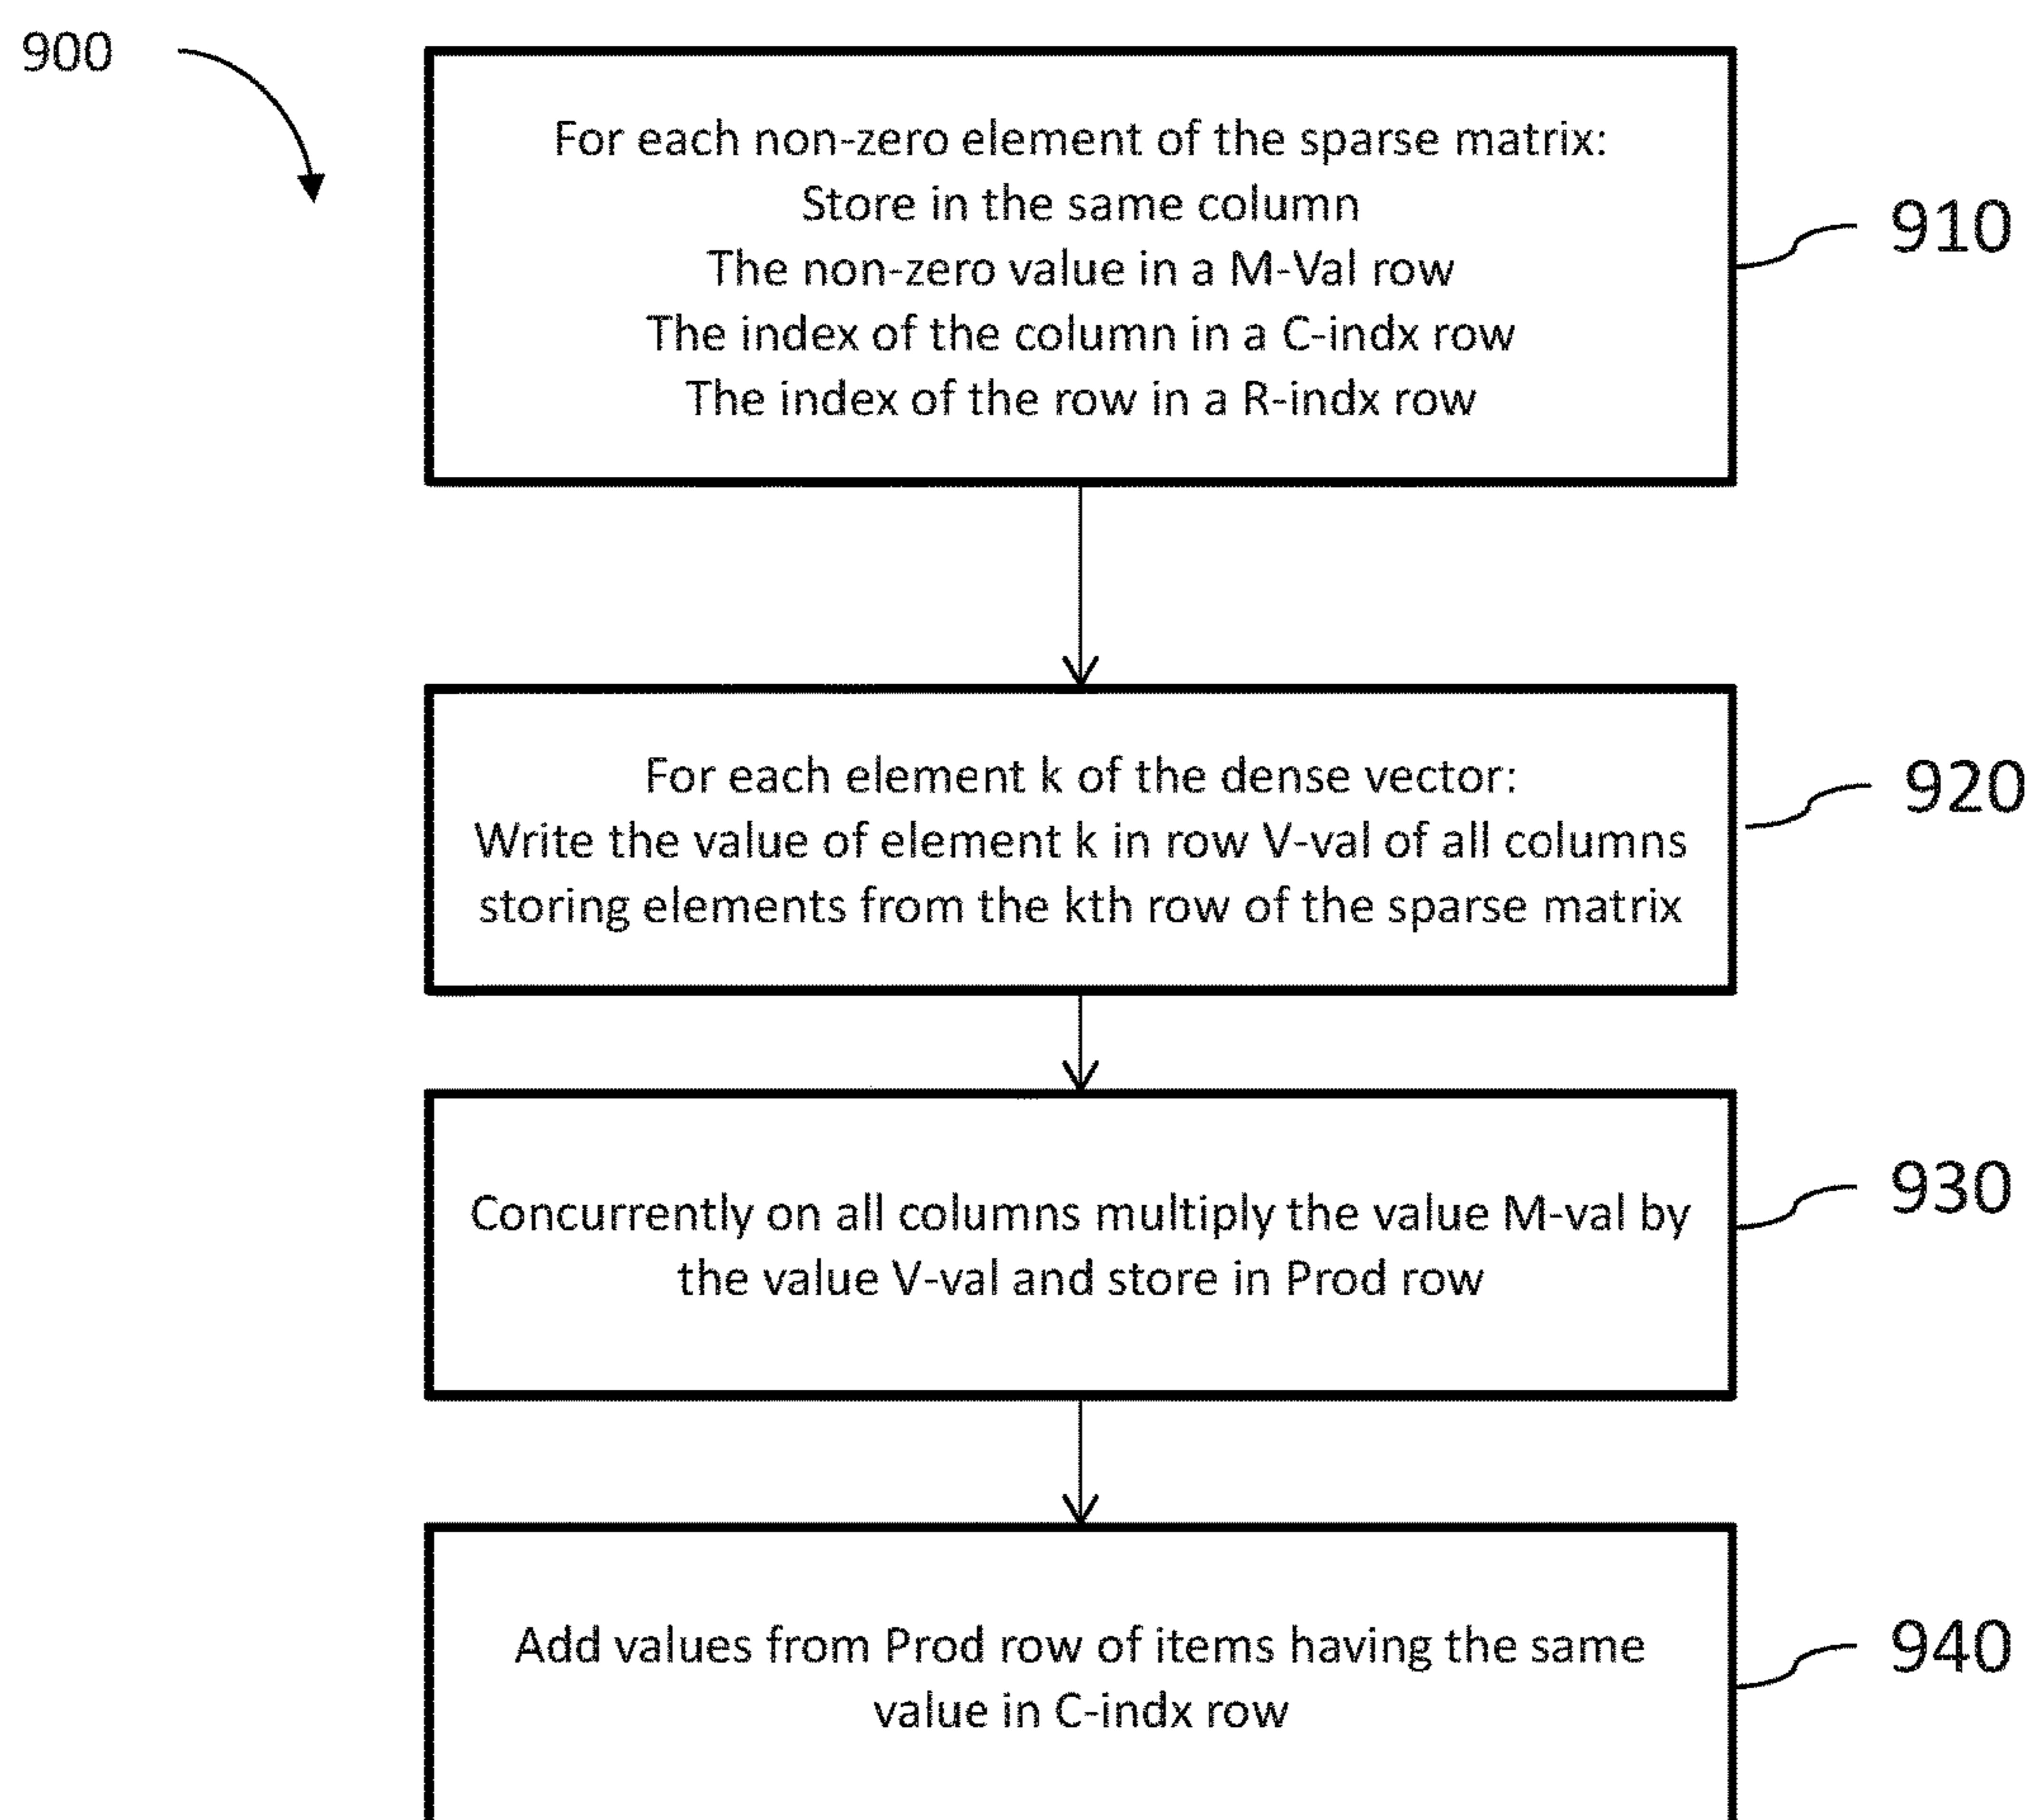 900
For each non-zero element of the sparse matrix:
Store in the same column
The non-zero value in a M-Val row
The index of the column in a C-indx row
The index of the row in a R-indx row
910
For each element k of the dense vector:
Write the value of element k in row V-val of all columns
storing elements from the kth row of the sparse matrix
920
Concurrently on all columns multiply the value M-val by
the value V-val and store in Prod row
930
Add values from Prod row of items having the same
value in C-indx row
940